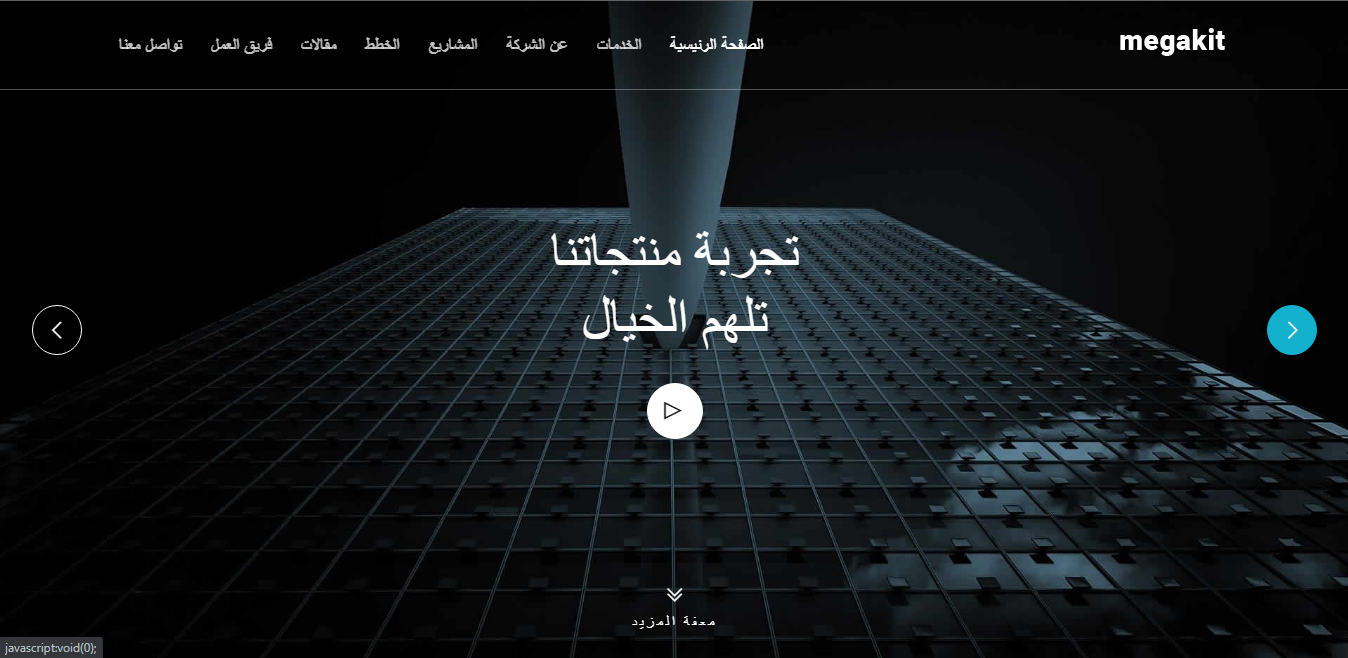 megakit
الصفحة الرئيسية الخدمات عن الشركة المشاريع الخطط مقالات فريق العمل تواصل معنا
تجربة منتجاتنا
تلهم الخيال
معفة المزيد
javascript:void(0);